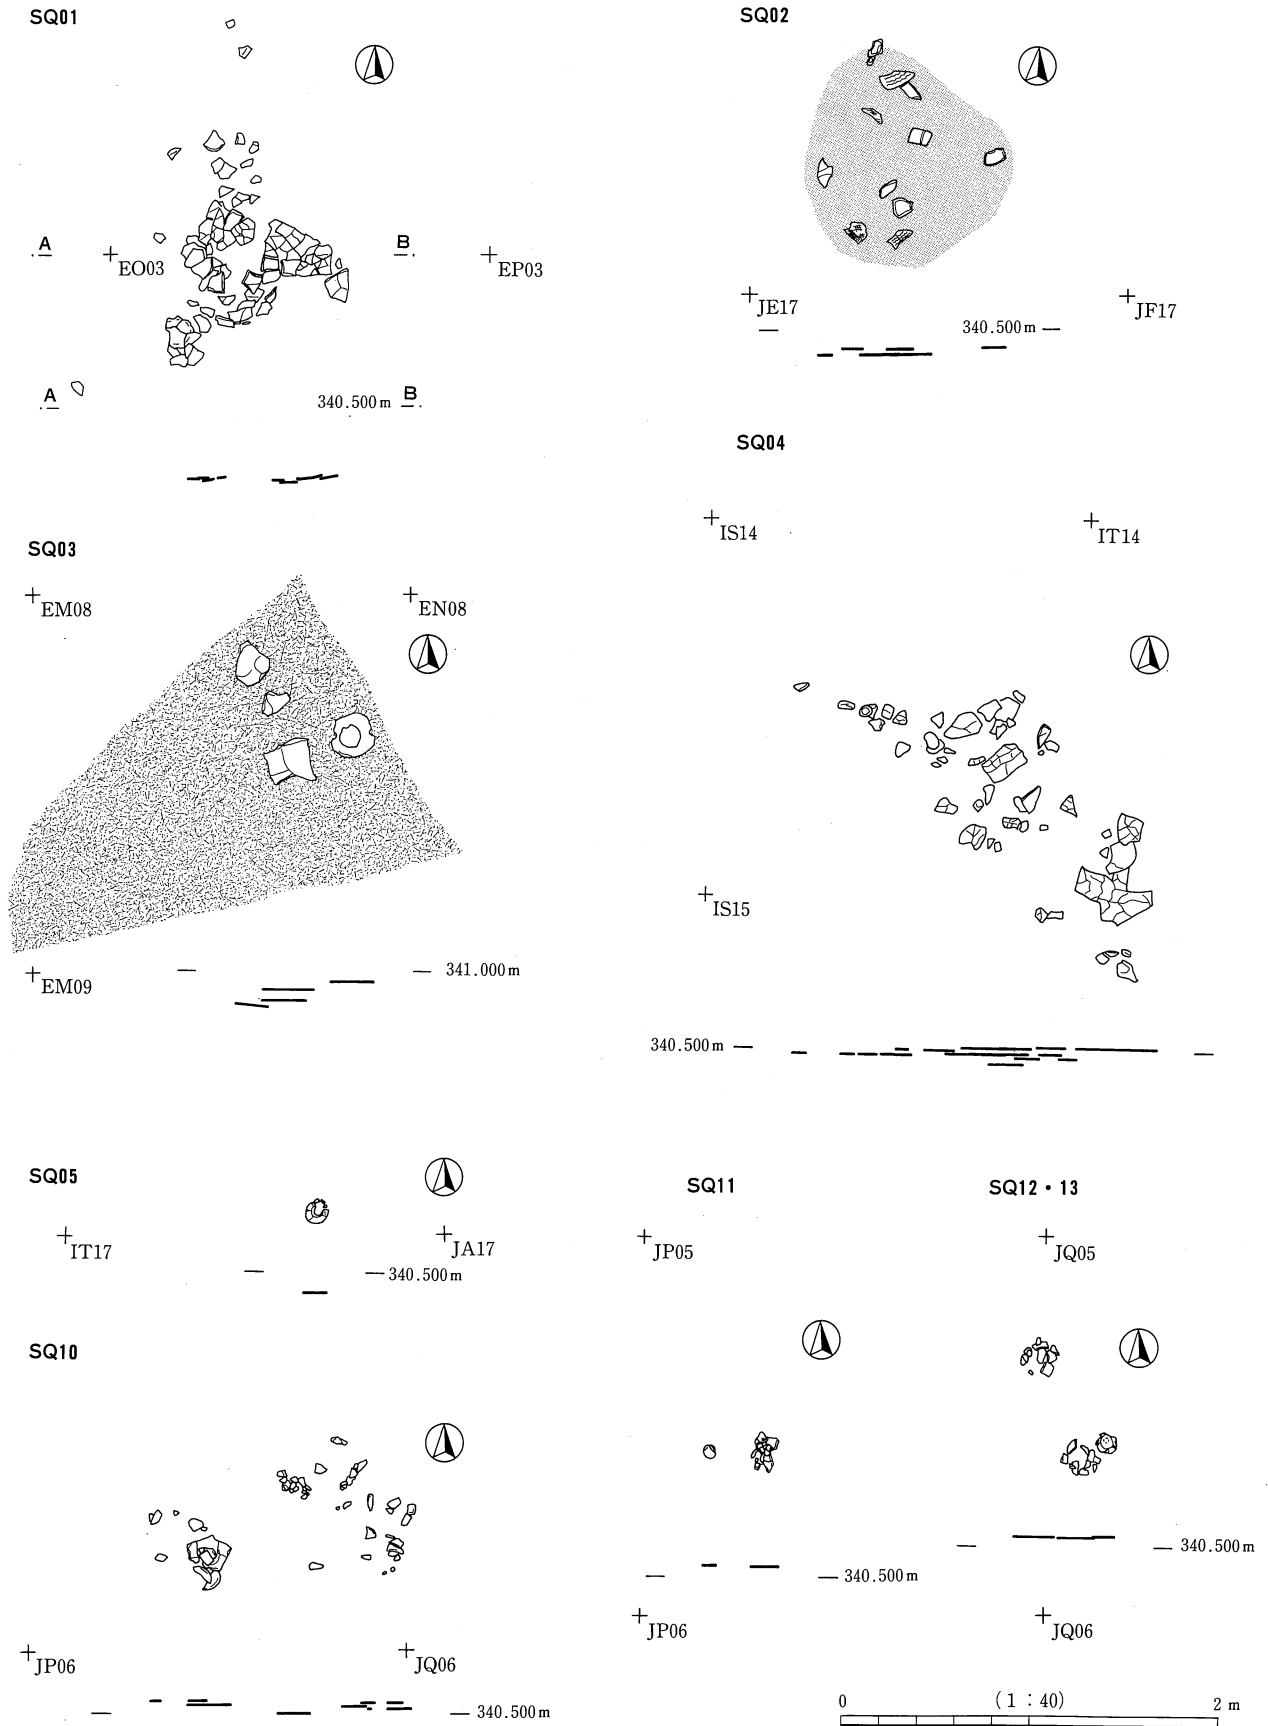 SQ01
A
EO03
B
EP03
A
340.500m
B
SQ02
JE17
JF17
340.500m
SQ03
EM08
EN08
EM09
341.000m
SQ04
IS14
IT14
IS15
340.500m
SQ05
IT17
JA17
340.500m
SQ10
JP06
JQ06
340.500m
SQ11
JP05
340.500m
JP06
SQ12・13
JQ05
340.500m
JQ06
0 (1:40) 2m